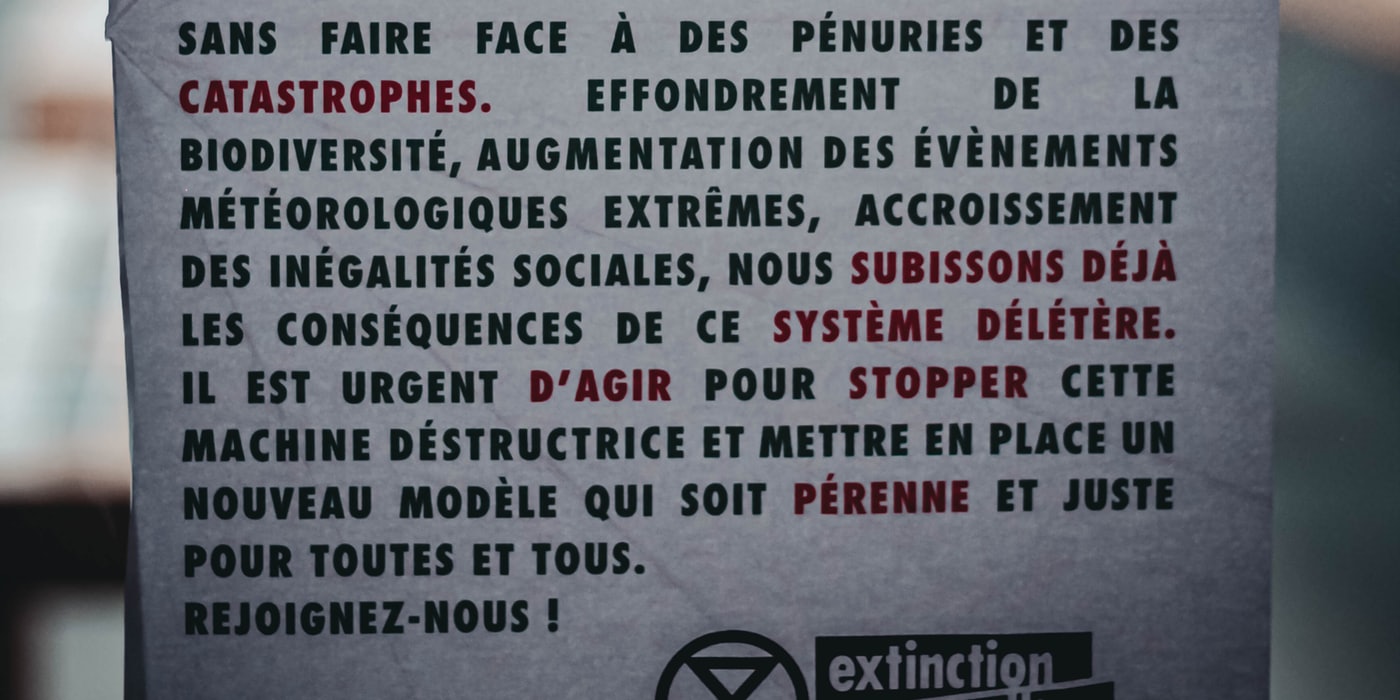 SANS FAIRE FACE À DES PÉNURIES ET DES
CATASTROPHES. EFFONDREMENT DE LA
BIODIVERSITÉ, AUGMENTATION DES ÉVÈNEMENTS
MÉTÉOROLOGIQUES EXTRÊMES, ACCROISSEMENT
DES INÉGALITÉS SOCIALES, NOUS SUBISSONS DÉJÀ
LES CONSÉQUENCES DE CE SYSTÈME DÉLÉTÈRE.
IL EST URGENT D'AGIR POUR STOPPER CETTE
MACHINE DÉSTRUCTRICE ET METTRE EN PLACE UN
NOUVEAU MODÈLE QUI SOIT PÉRENNE ET JUSTE
POUR TOUTES ET TOUS.
REJOIGNEZ-NOUS !
extinction